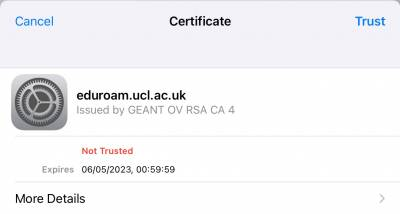 Cancel Certificate Trust
eduroam.ucl.ac.uk
Issued by GEANT OV RSA CA 4
Not Trusted
Expires 06/05/2023, 00:59:59
More Details